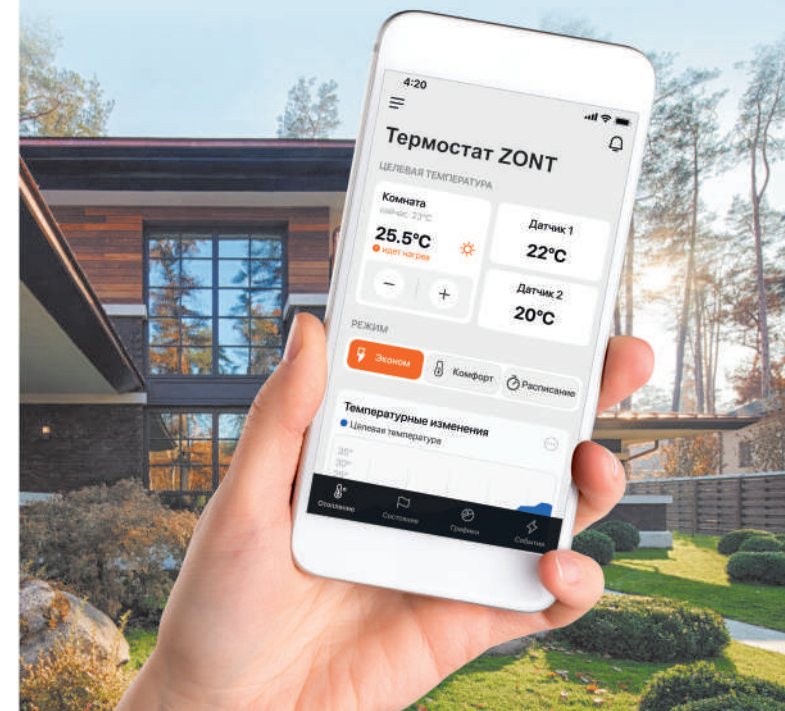 4:20
Термостат ZONT
ЦЕЛЕВАЯ ТЕМПЕРАТУРА
Комната
сейчас: 23°C
25.5°C
идет нагрев
− +
Датчик 1
22°C
Датчик 2
20°C
РЕЖИМ
Эконом
Комфорт
Расписание
Температурные изменения
Целевая температура
35°
30°
Отопление
Состояние
Графики
События